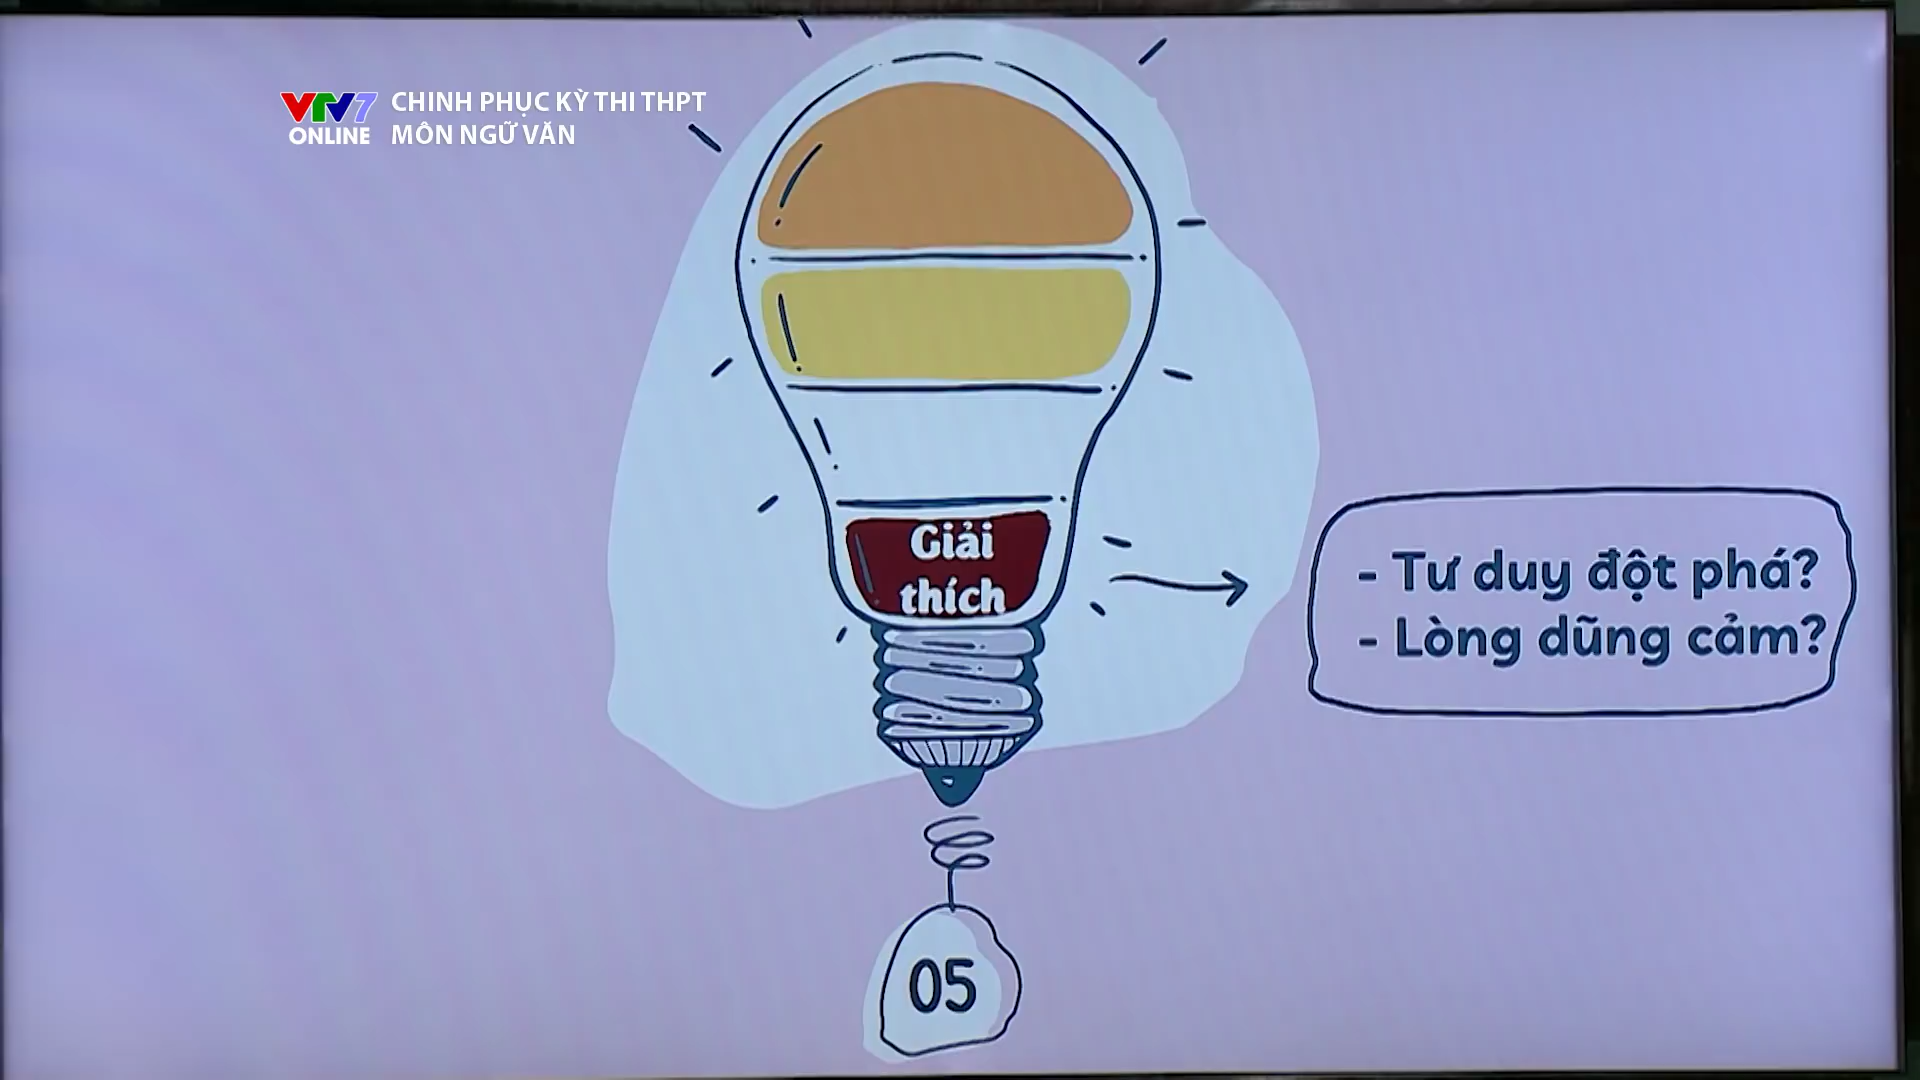 VTV7
ONLINE
CHINH PHỤC KỲ THI THPT
MÔN NGỮ VĂN
Giải
thích
- Tư duy đột phá?
- Lòng dũng cảm?
05